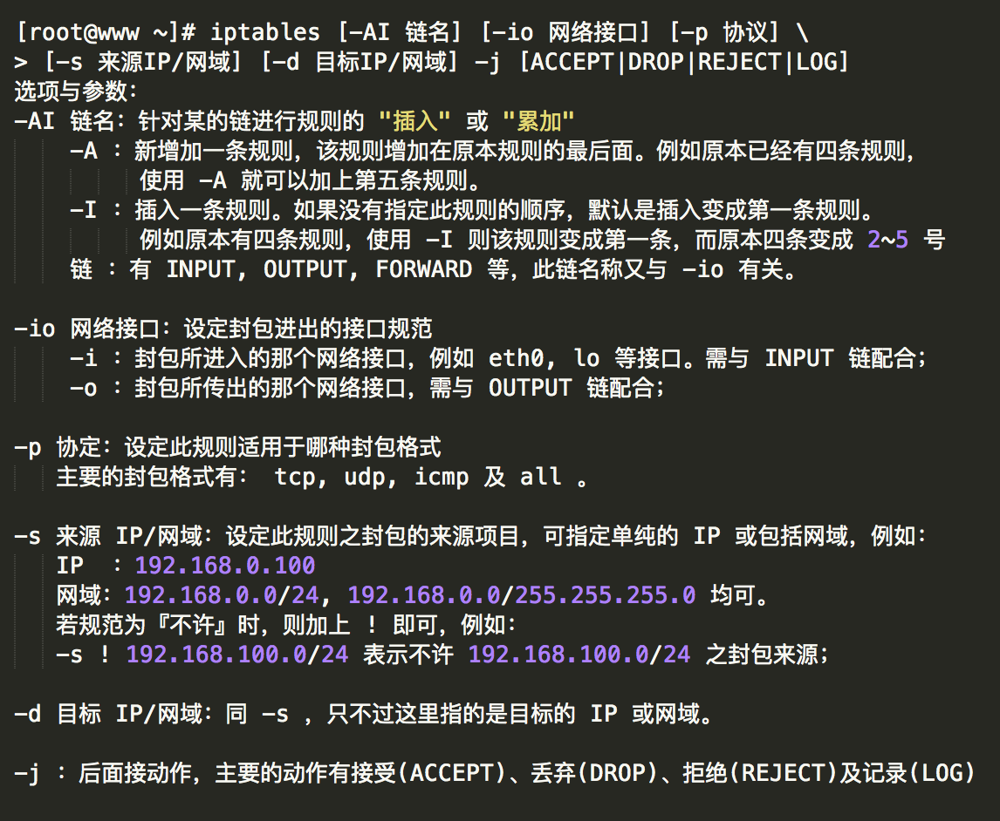 [root@www ~]# iptables [-AI 链名] [-io 网络接口] [-p 协议] \
> [-s 来源IP/网域] [-d 目标IP/网域] -j [ACCEPT|DROP|REJECT|LOG]
选项与参数：
-AI 链名：针对某的链进行规则的 "插入" 或 "累加"
-A ：新增加一条规则，该规则增加在原本规则的最后面。例如原本已经有四条规则，
使用 -A 就可以加上第五条规则。
-I ：插入一条规则。如果没有指定此规则的顺序，默认是插入变成第一条规则。
例如原本有四条规则，使用 -I 则该规则变成第一条，而原本四条变成 2~5 号
链 ：有 INPUT, OUTPUT, FORWARD 等，此链名称又与 -io 有关。
-io 网络接口：设定封包进出的接口规范
-i ：封包所进入的那个网络接口，例如 eth0, lo 等接口。需与 INPUT 链配合；
-o ：封包所传出的那个网络接口，需与 OUTPUT 链配合；
-p 协定：设定此规则适用于哪种封包格式
主要的封包格式有： tcp, udp, icmp 及 all 。
-s 来源 IP/网域：设定此规则之封包的来源项目，可指定单纯的 IP 或包括网域，例如：
IP ：192.168.0.100
网域：192.168.0.0/24, 192.168.0.0/255.255.255.0 均可。
若规范为『不许』时，则加上 ! 即可，例如：
-s ! 192.168.100.0/24 表示不许 192.168.100.0/24 之封包来源；
-d 目标 IP/网域：同 -s ，只不过这里指的是目标的 IP 或网域。
-j ：后面接动作，主要的动作有接受(ACCEPT)、丢弃(DROP)、拒绝(REJECT)及记录(LOG)